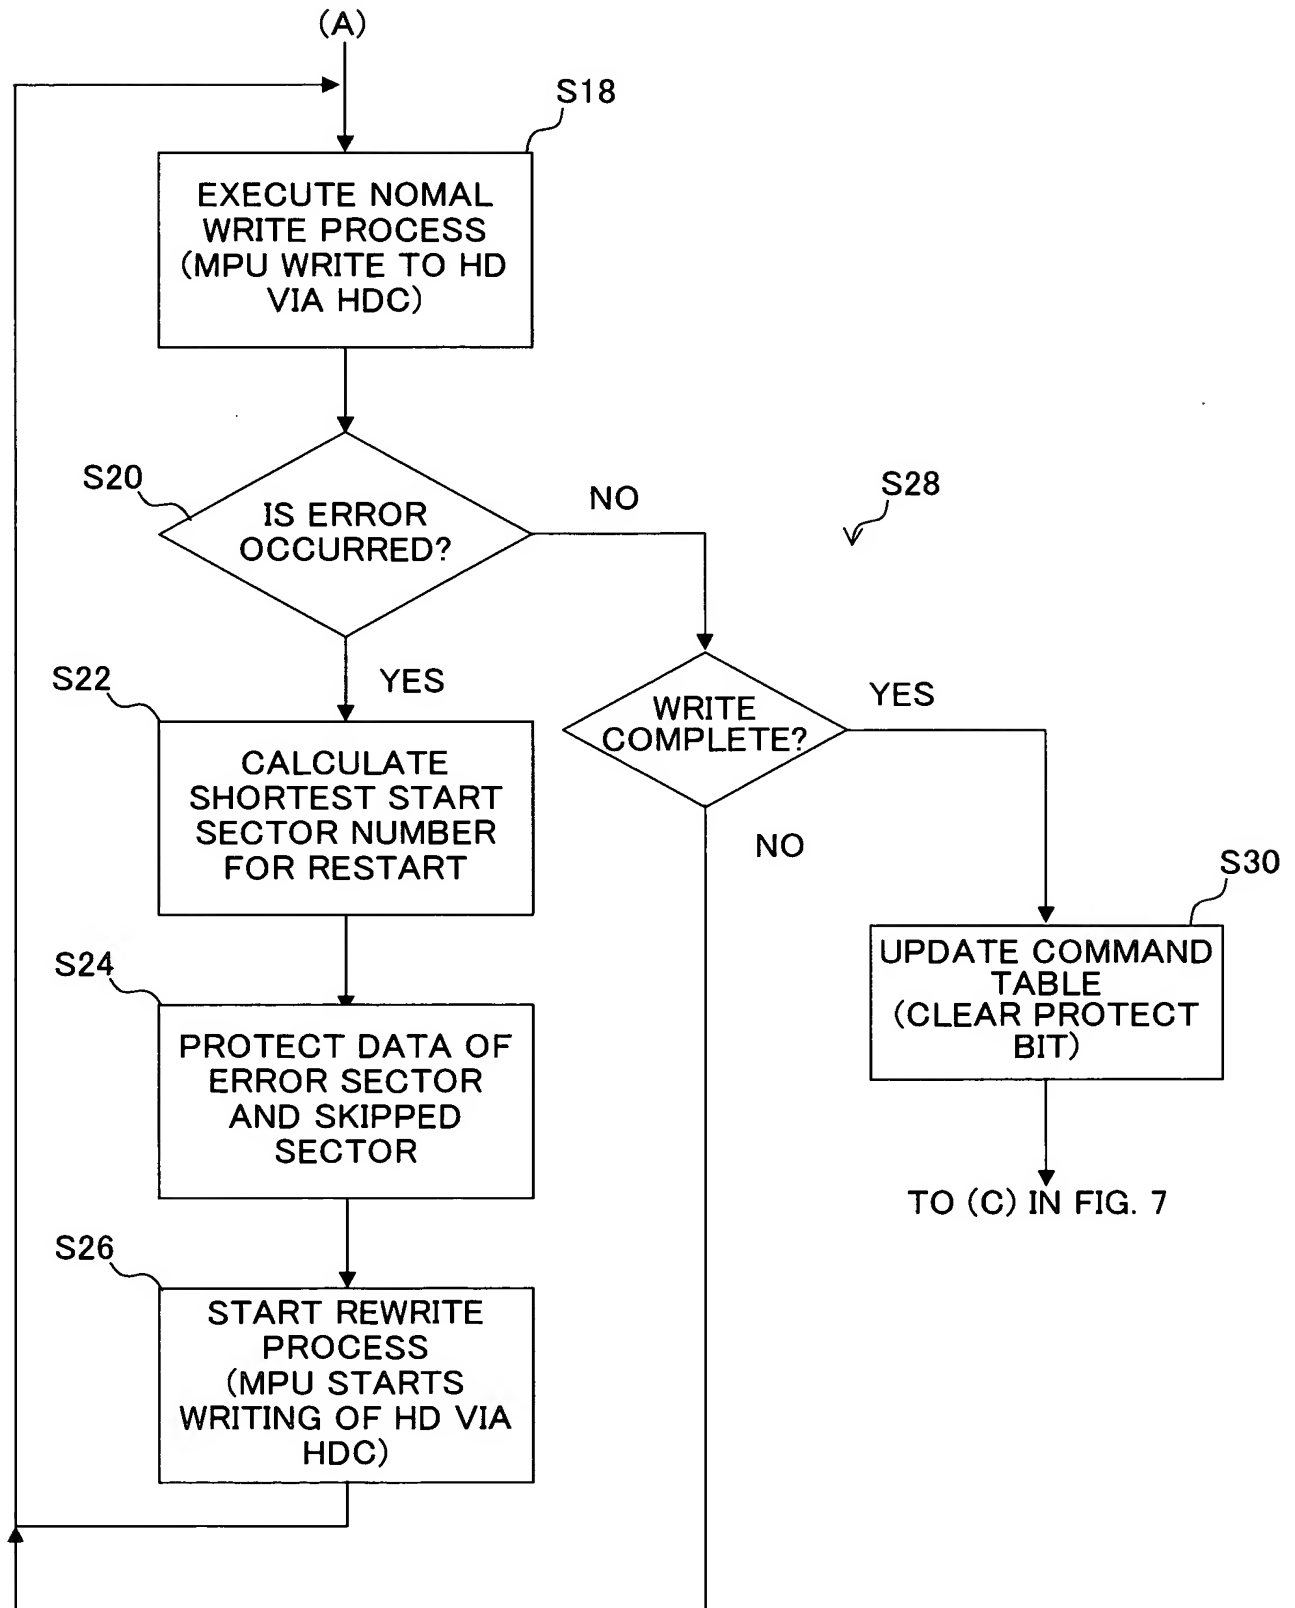 (A)
S18
EXECUTE NOMAL
WRITE PROCESS
(MPU WRITE TO HD
VIA HDC)
S20
IS ERROR
OCCURRED?
NO
S28
YES
S22
WRITE
COMPLETE?
YES
CALCULATE
SHORTEST START
SECTOR NUMBER
FOR RESTART
NO
S30
UPDATE COMMAND
TABLE
(CLEAR PROTECT
BIT)
S24
PROTECT DATA OF
ERROR SECTOR
AND SKIPPED
SECTOR
TO (C) IN FIG. 7
S26
START REWRITE
PROCESS
(MPU STARTS
WRITING OF HD VIA
HDC)